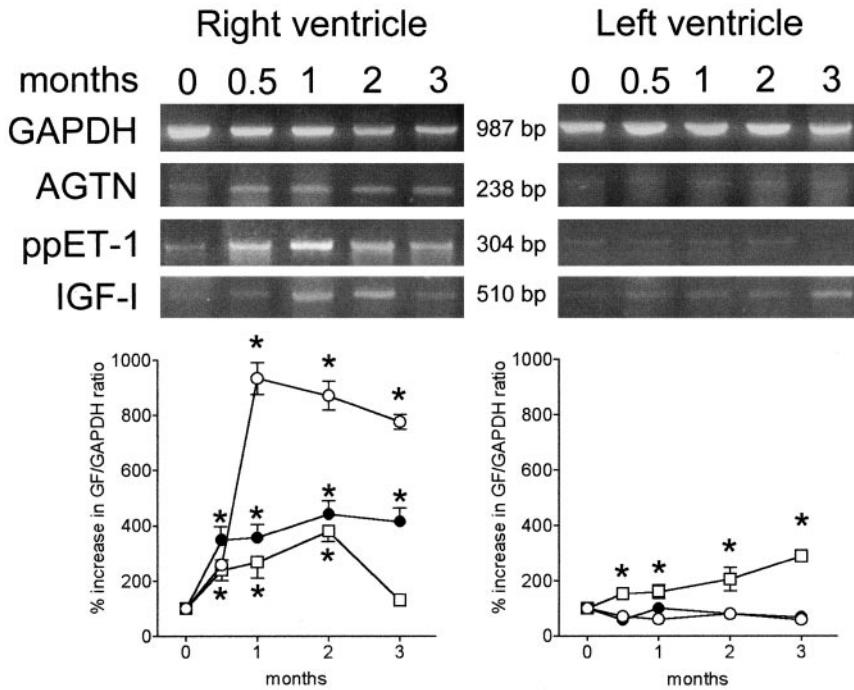 Right ventricle Left ventricle
months 0 0.5 1 2 3 0 0.5 1 2 3
GAPDH 987 bp
AGTN 238 bp
ppET-1 304 bp
IGF-I 510 bp
% increase in GF/GAPDH ratio
1000
800
600
400
200
0
* * * * * * * * * *
0 1 2 3
months
% increase in GF/GAPDH ratio
1000
800
600
400
200
0
* * * *
0 1 2 3
months